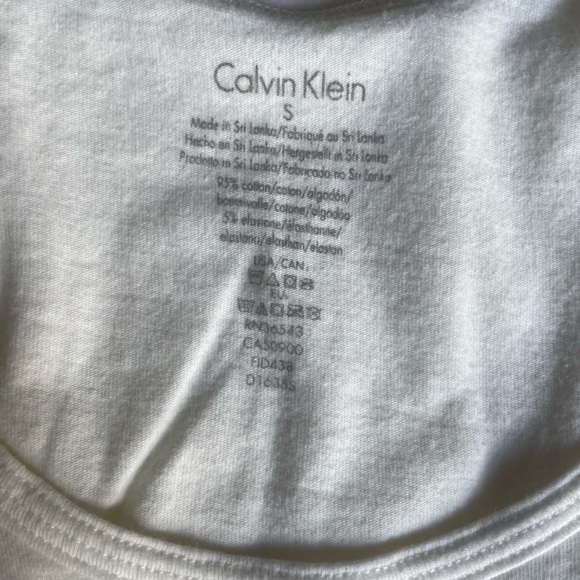 Calvin Klein
S
Made in Sri Lanka/Fabriqué au Sri Lanka
Hecho en Sri Lanka/Hergestellt in Sri Lanka
Prodotto in Sri Lanka/Fabricado no Sri Lanka
95% cotton/coton/algodón/
baumwolle/cotone/algodão
5% elastane/élasthanne/
elastano/elasthan/elastan
USA/CAN.
EU.
RN36543
CA50900
FID438